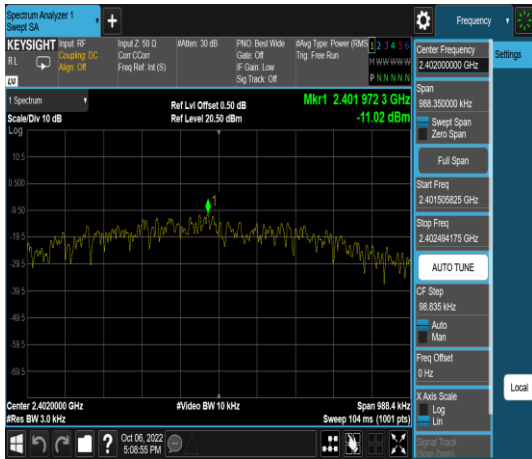 Spectrum Analyzer 1
Swept SA
+
Frequency
KEYSIGHT
RL
LXI
Input: RF
Coupling: DC
Align: Off
Input Z: 50 Ω
Corr CCorr
Freq Ref: Int (S)
#Atten: 30 dB
PNO: Best Wide
Gate: Off
IF Gain: Low
Sig Track: Off
#Avg Type: Power (RMS
Trig: Free Run
1 2 3 4 5 6
M W W W W W
P N N N N N
1 Spectrum
Scale/Div 10 dB
Log
Ref Lvl Offset 0.50 dB
Ref Level 20.50 dBm
Mkr1 2.401 972 3 GHz
-11.02 dBm
10.5
0.500
-9.50
-19.5
-29.5
-39.5
-49.5
-59.5
-69.5
1
Center 2.4020000 GHz
#Res BW 3.0 kHz
#Video BW 10 kHz
Span 988.4 kHz
Sweep 104 ms (1001 pts)
Oct 06, 2022
5:08:55 PM
Center Frequency
2.402000000 GHz
Settings
Span
988.350000 kHz
Swept Span
Zero Span
Full Span
Start Freq
2.401505825 GHz
Stop Freq
2.402494175 GHz
AUTO TUNE
CF Step
98.835 kHz
Auto
Man
Freq Offset
0 Hz
X Axis Scale
Log
Lin
Local
Signal Track
(Span Zoom)